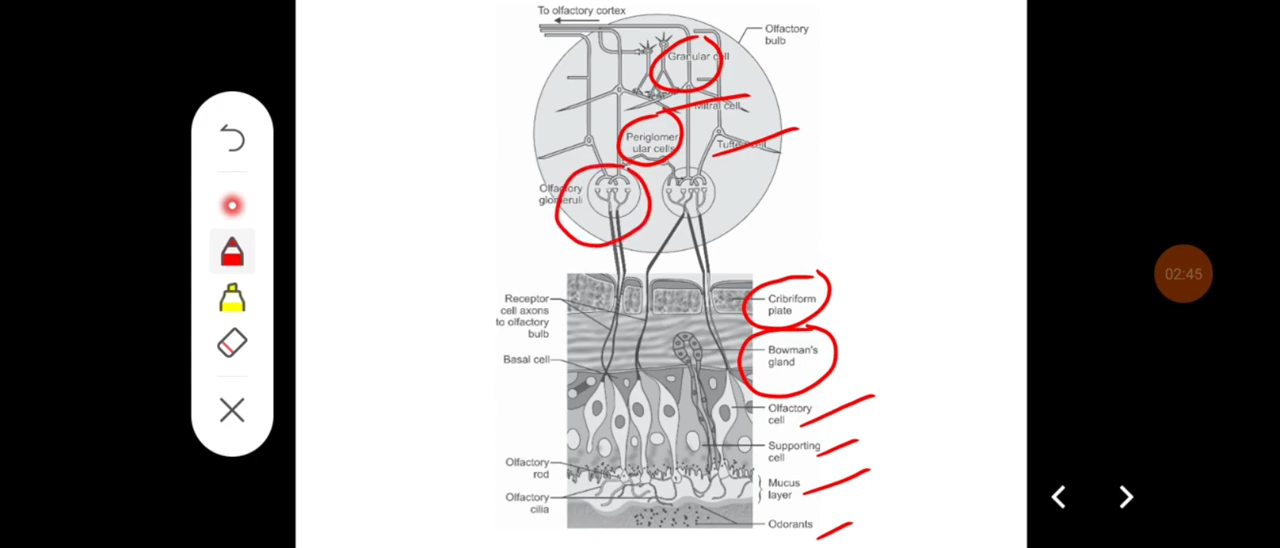 To olfactory cortex
Olfactory
bulb
Granular cell
Mitral cell
Periglomer
ular cells
Tufted cell
Olfactory
glomeruli
Receptor
cell axons
to olfactory
bulb
Cribriform
plate
Basal cell
Bowman's
gland
Olfactory
cell
Supporting
cell
Olfactory
rod
Mucus
layer
Olfactory
cilia
Odorants
02:45